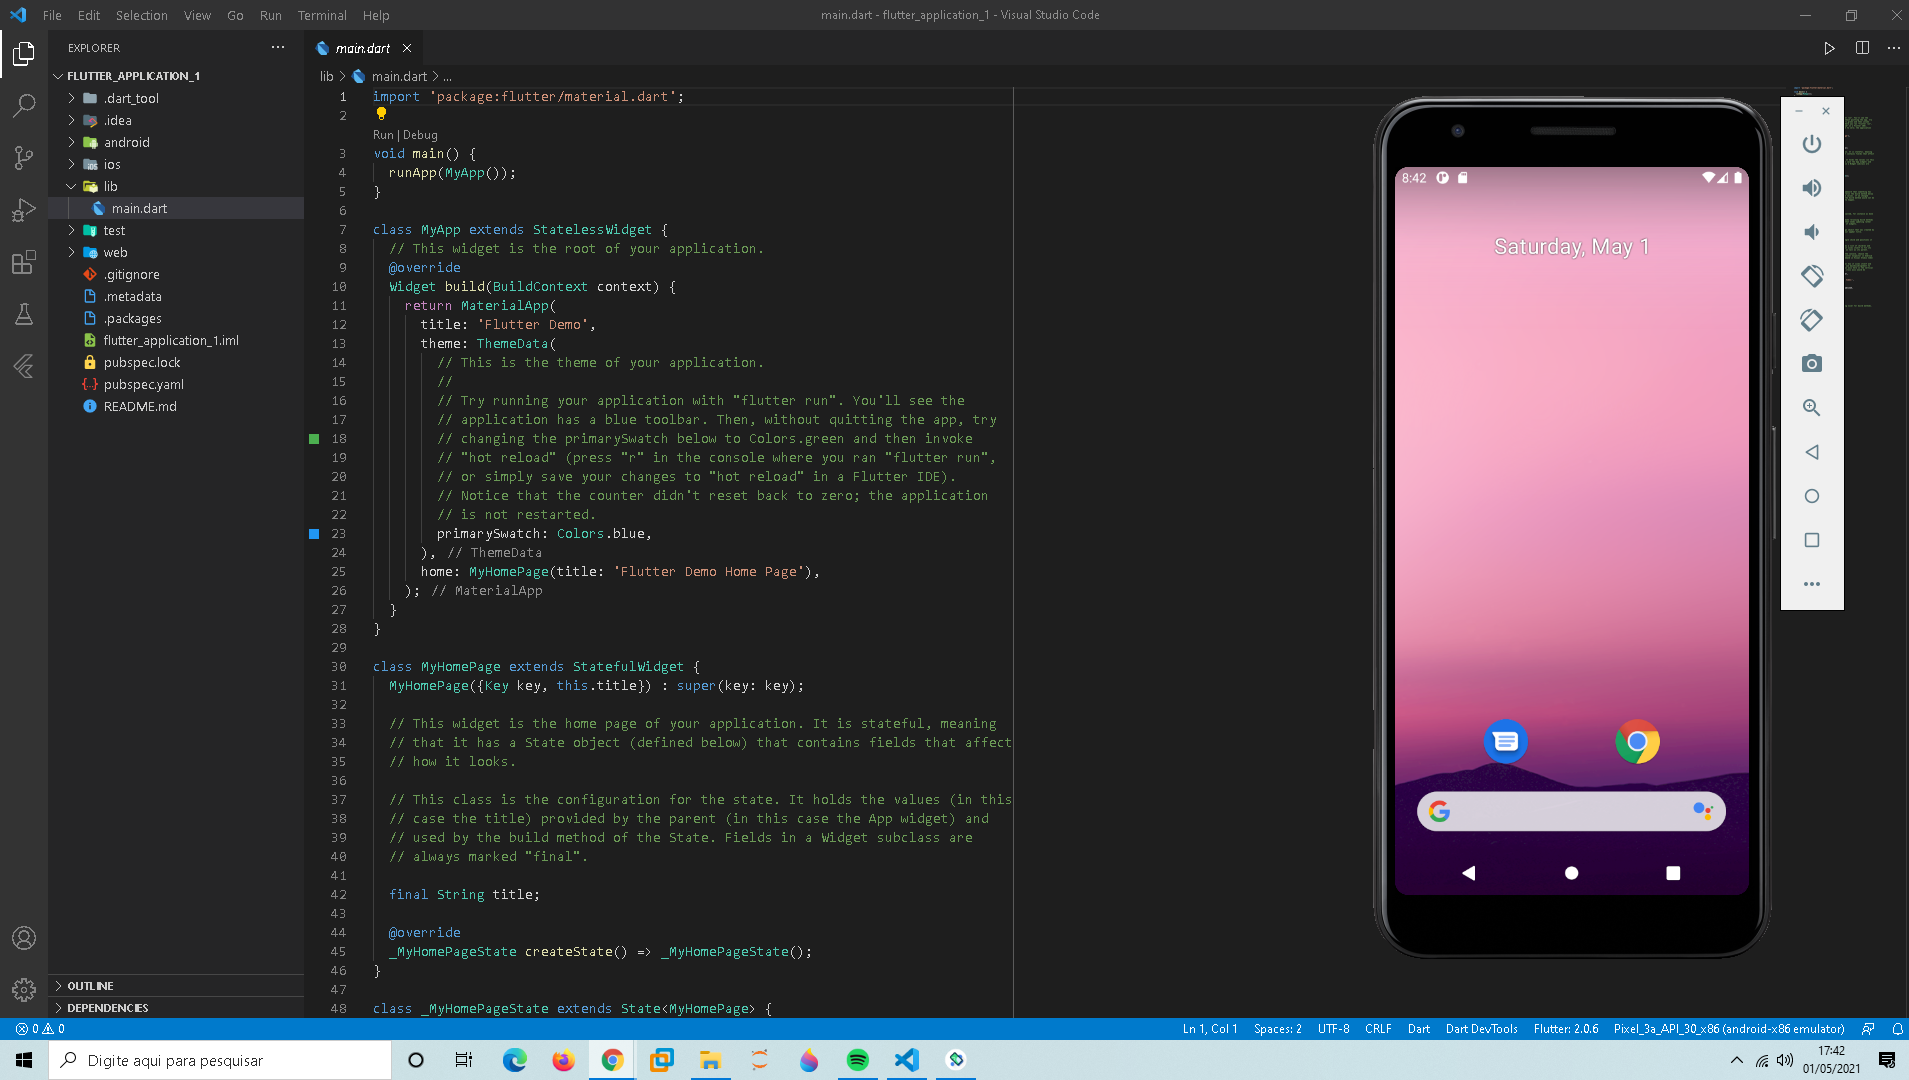 File Edit Selection View Go Run Terminal Help
main.dart - flutter_application_1 - Visual Studio Code
EXPLORER
FLUTTER_APPLICATION_1
.dart_tool
.idea
android
ios
lib
main.dart
test
web
.gitignore
.metadata
.packages
flutter_application_1.iml
pubspec.lock
pubspec.yaml
README.md
OUTLINE
DEPENDENCIES
main.dart
lib > main.dart > ...
1 import 'package:flutter/material.dart';
2
Run | Debug
3 void main() {
4 runApp(MyApp());
5 }
6
7 class MyApp extends StatelessWidget {
8 // This widget is the root of your application.
9 @override
10 Widget build(BuildContext context) {
11 return MaterialApp(
12 title: 'Flutter Demo',
13 theme: ThemeData(
14 // This is the theme of your application.
15 //
16 // Try running your application with "flutter run". You'll see the
17 // application has a blue toolbar. Then, without quitting the app, try
18 // changing the primarySwatch below to Colors.green and then invoke
19 // "hot reload" (press "r" in the console where you ran "flutter run",
20 // or simply save your changes to "hot reload" in a Flutter IDE).
21 // Notice that the counter didn't reset back to zero; the application
22 // is not restarted.
23 primarySwatch: Colors.blue,
24 ), // ThemeData
25 home: MyHomePage(title: 'Flutter Demo Home Page'),
26 ); // MaterialApp
27 }
28 }
29
30 class MyHomePage extends StatefulWidget {
31 MyHomePage({Key key, this.title}) : super(key: key);
32
33 // This widget is the home page of your application. It is stateful, meaning
34 // that it has a State object (defined below) that contains fields that affect
35 // how it looks.
36
37 // This class is the configuration for the state. It holds the values (in this
38 // case the title) provided by the parent (in this case the App widget) and
39 // used by the build method of the State. Fields in a Widget subclass are
40 // always marked "final".
41
42 final String title;
43
44 @override
45 _MyHomePageState createState() => _MyHomePageState();
46 }
47
48 class _MyHomePageState extends State<MyHomePage> {
8:42
Saturday, May 1
0 0
Ln 1, Col 1 Spaces: 2 UTF-8 CRLF Dart Dart DevTools Flutter: 2.0.6 Pixel_3a_API_30_x86 (android-x86 emulator)
Digite aqui para pesquisar
17:42
01/05/2021